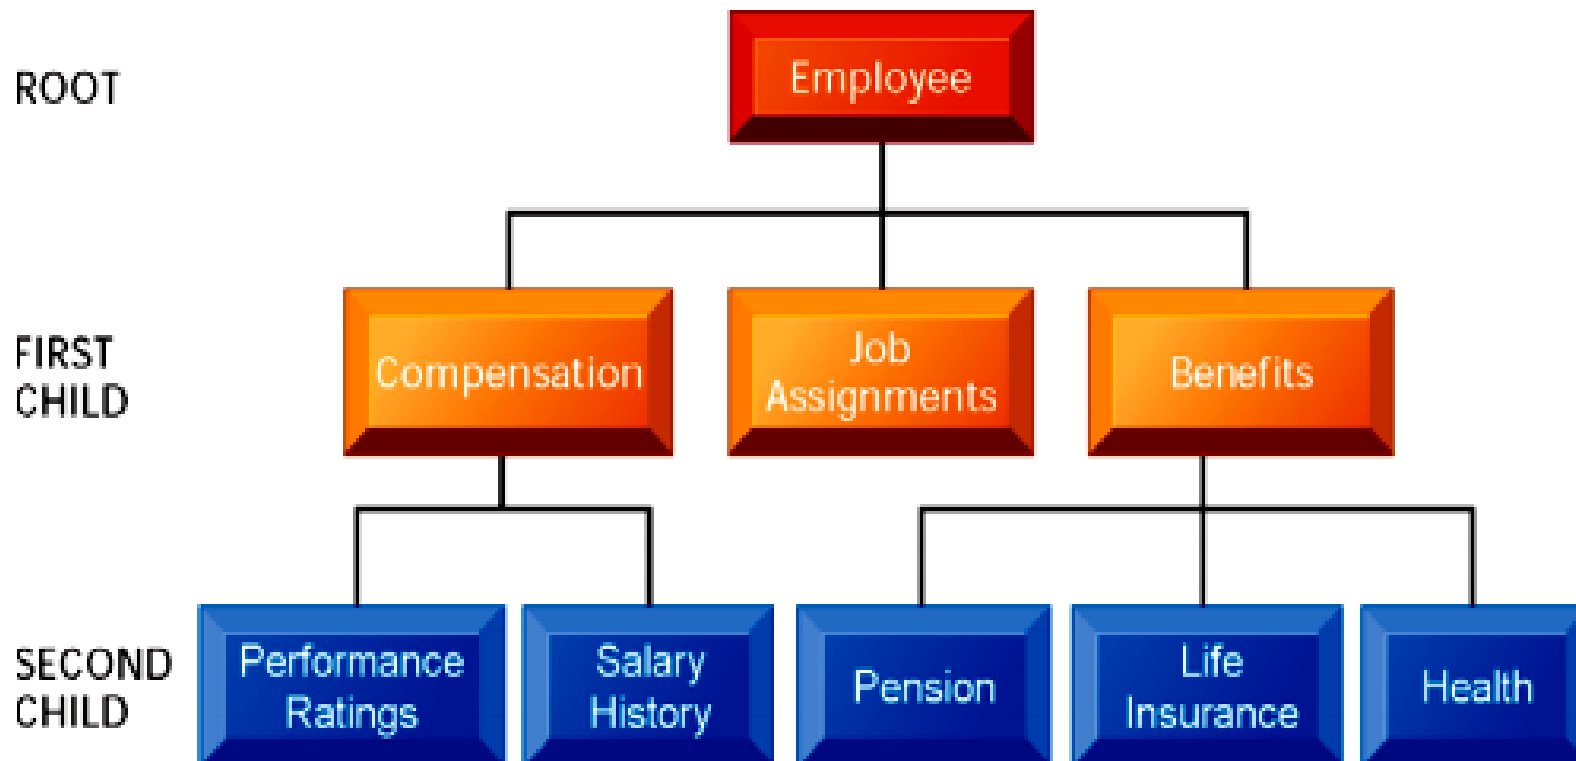 ROOT
Employee
FIRST
CHILD
Compensation
Job
Assignments
Benefits
SECOND
CHILD
Performance
Ratings
Salary
History
Pension
Life
Insurance
Health